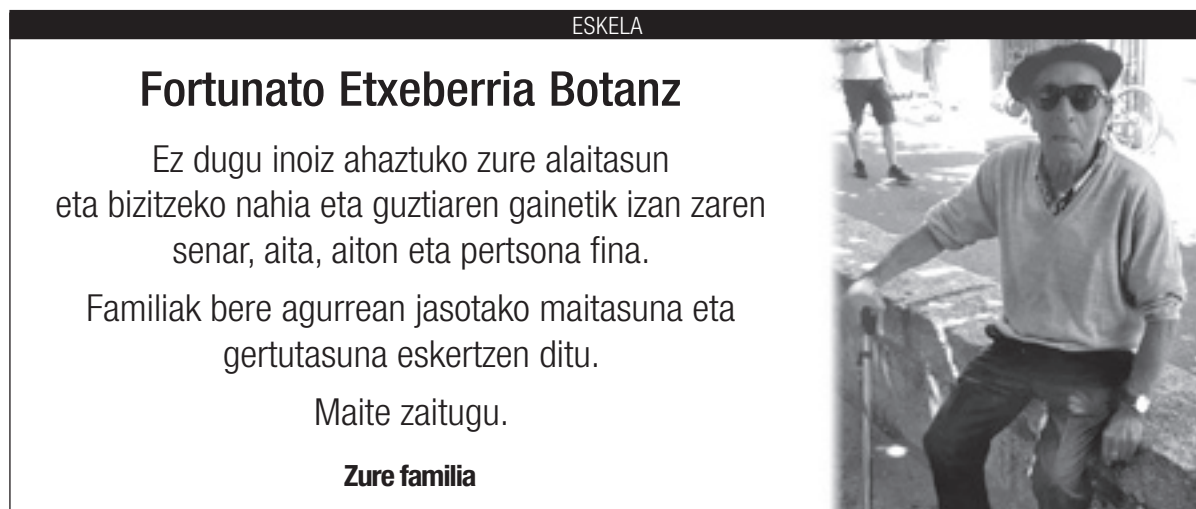 ESKELA
Fortunato Etxeberria Botanz
Ez dugu inoiz ahaztuko zure alaitasun
eta bizitzeko nahia eta guztiaren gainetik izan zaren
senar, aita, aiton eta pertsona fina.
Familiak bere agurrean jasotako maitasuna eta
gertutasuna eskertzen ditu.
Maite zaitugu.
Zure familia